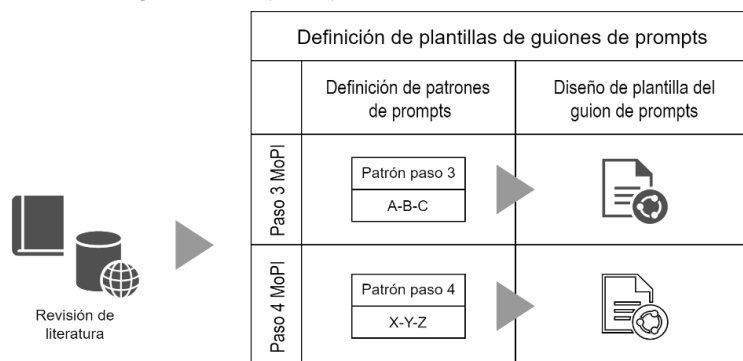 Definición de plantillas de guiones de prompts
Definición de patrones
de prompts
Diseño de plantilla del
guion de prompts
Paso 3 MoPI
Patrón paso 3
A-B-C
Paso 4 MoPI
Patrón paso 4
X-Y-Z
Revisión de
literatura